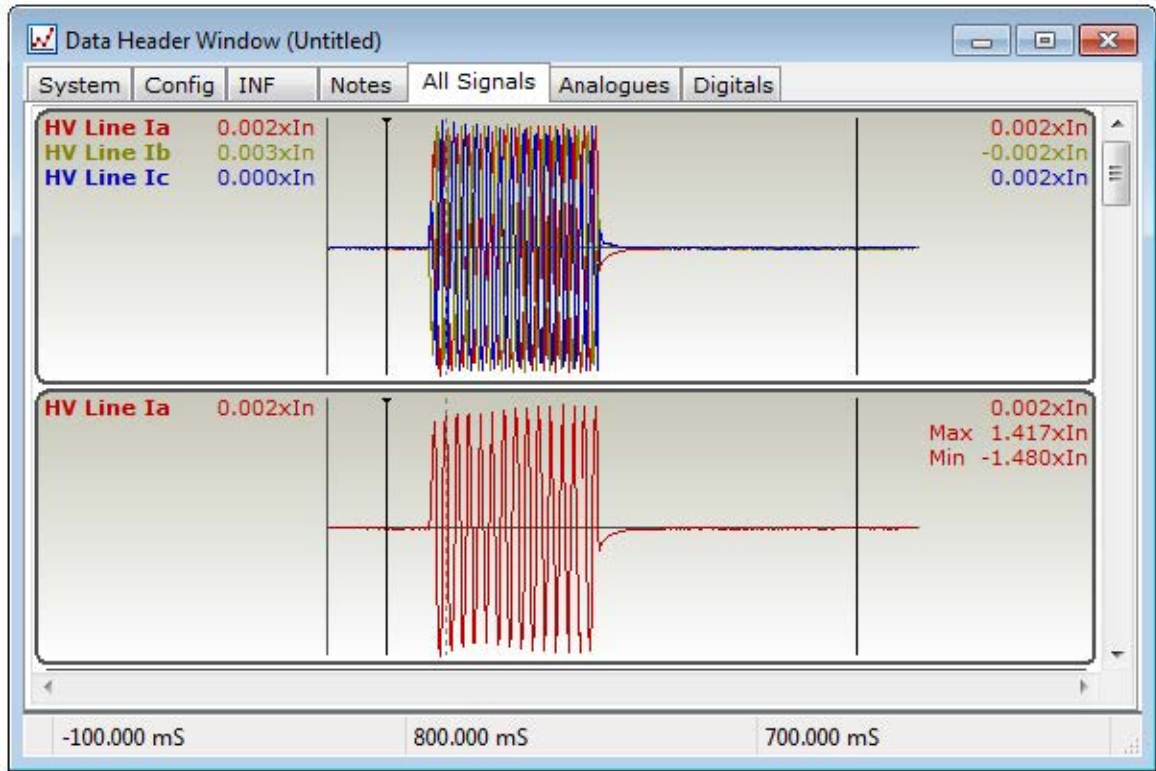 Data Header Window (Untitled)
System Config INF Notes All Signals Analogues Digitals
HV Line Ia 0.002xIn 0.002xIn
HV Line Ib 0.003xIn -0.002xIn
HV Line Ic 0.000xIn 0.002xIn
HV Line Ia 0.002xIn 0.002xIn
Max 1.417xIn
Min -1.480xIn
-100.000 mS 800.000 mS 700.000 mS